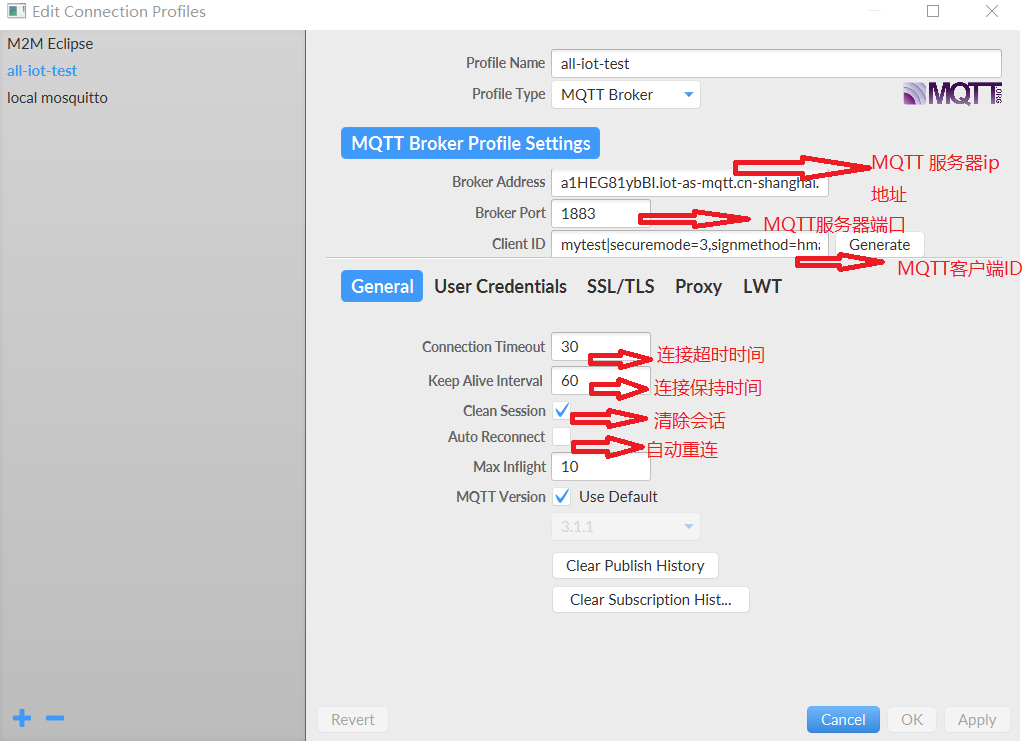 Edit Connection Profiles
M2M Eclipse
all-iot-test
local mosquitto
Profile Name all-iot-test
Profile Type MQTT Broker
MQTT.ORG
MQTT Broker Profile Settings
Broker Address a1HEG81ybBI.iot-as-mqtt.cn-shanghai.
MQTT 服务器ip
地址
Broker Port 1883
MQTT服务器端口
Client ID mytest|securemode=3,signmethod=hma Generate
MQTT客户端ID
General User Credentials SSL/TLS Proxy LWT
Connection Timeout 30 连接超时时间
Keep Alive Interval 60 连接保持时间
Clean Session 清除会话
Auto Reconnect 自动重连
Max Inflight 10
MQTT Version Use Default
3.1.1
Clear Publish History
Clear Subscription Hist...
Revert Cancel OK Apply